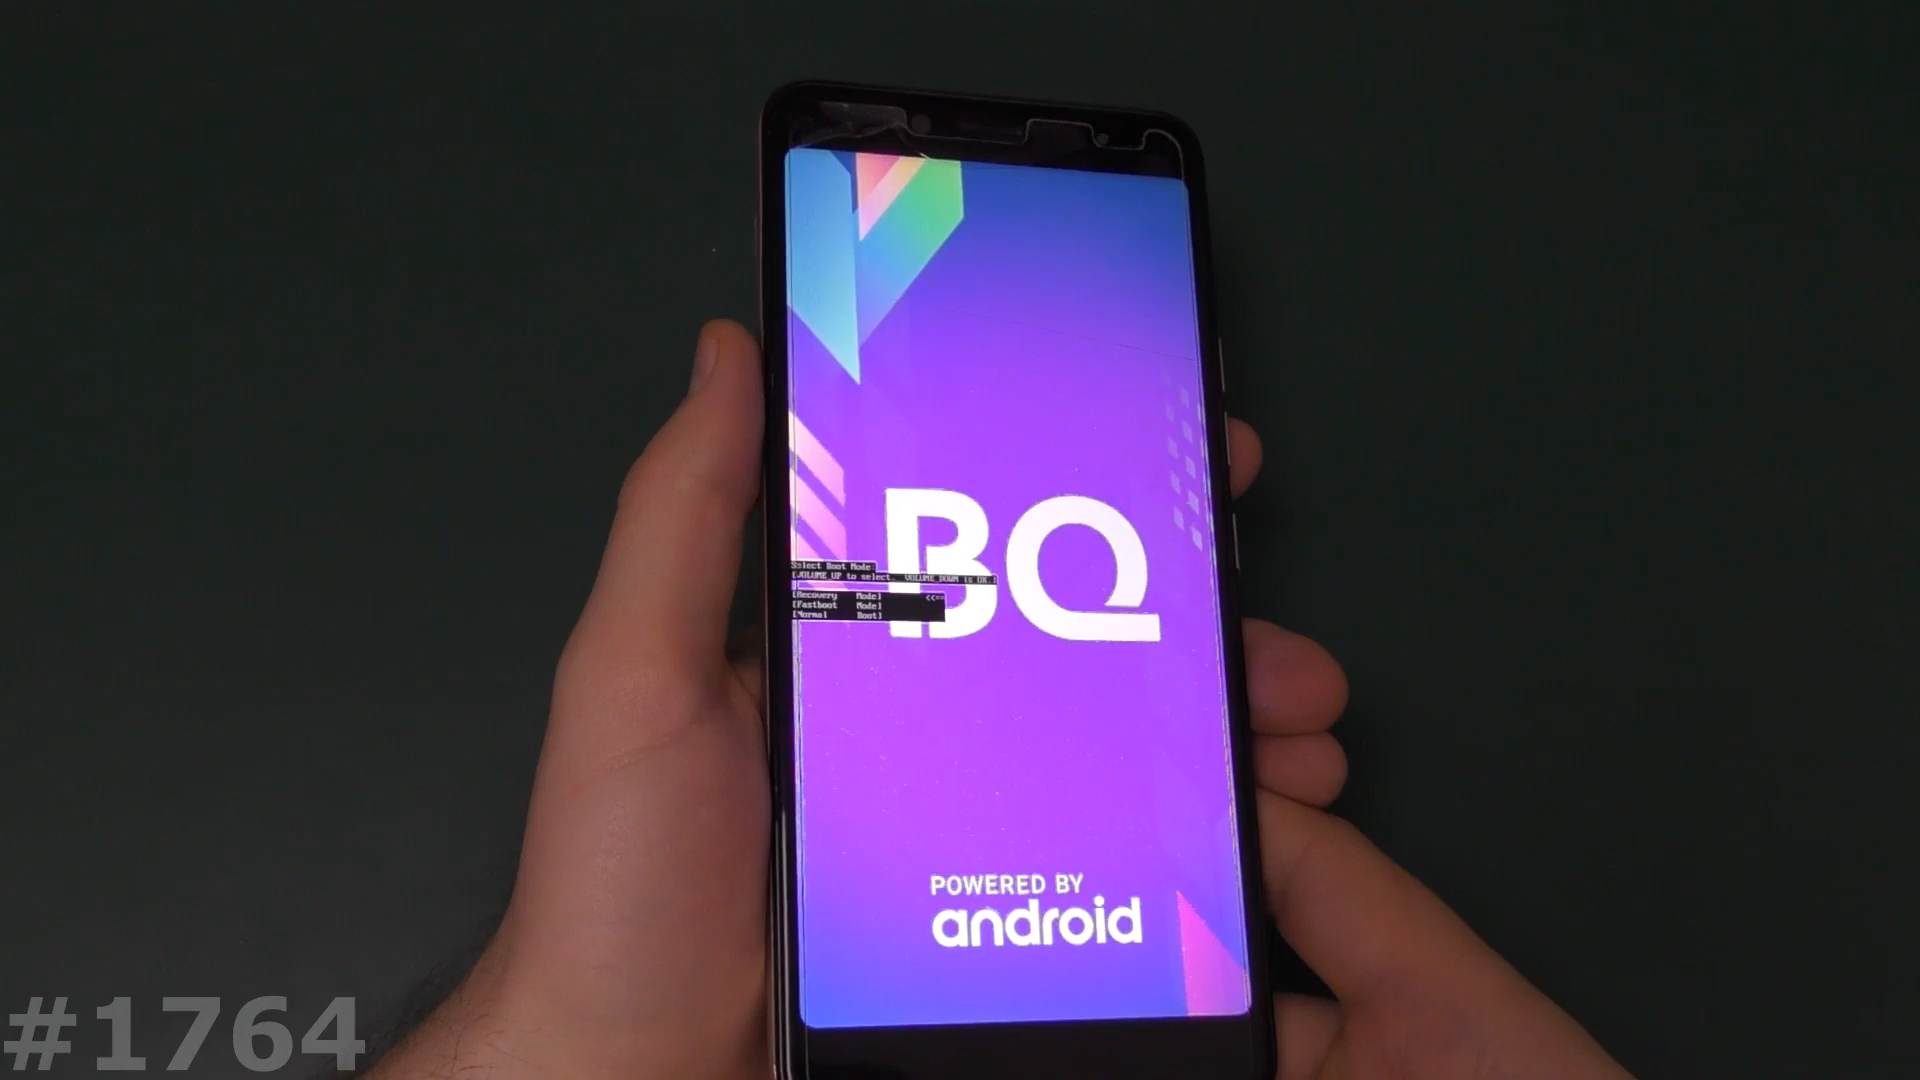 BQ
Select Boot Mode:
[VOLUME_UP to select. VOLUME_DOWN is OK.]
[Recovery Mode] <<==
[Fastboot Mode]
[Normal Boot]
POWERED BY
android
#1764